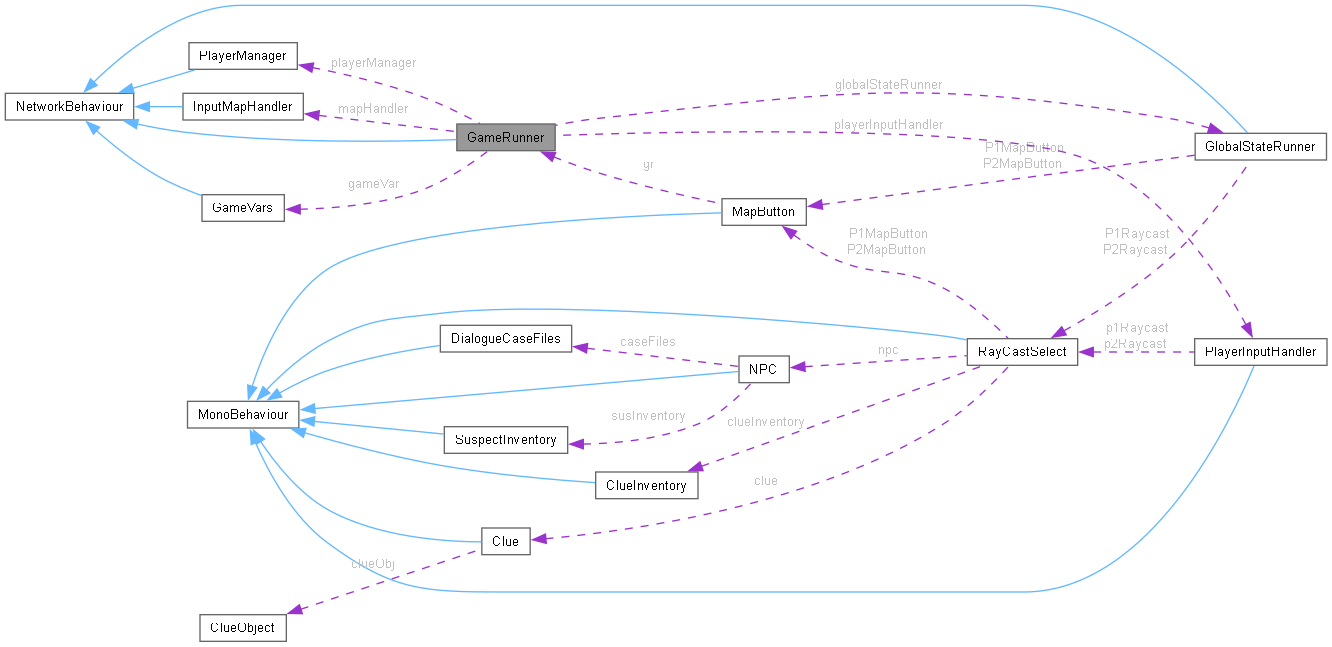 PlayerManager
playerManager
globalStateRunner
NetworkBehaviour
InputMapHandler
mapHandler
GameRunner
playerInputHandler
GlobalStateRunner
P1MapButton
P2MapButton
yr
gameVar
GameVars
MapButton
P1MapButton
P2MapButton
P1Raycast
P2Raycast
DialogueCaseFiles
caseFiles
npc
RayCastSelect
p1Raycast
p2Raycast
PlayerInputHandler
NPC
MonoBehaviour
susInventory
clueInventory
SuspectInventory
ClueInventory
clue
Clue
clueObj
ClueObject